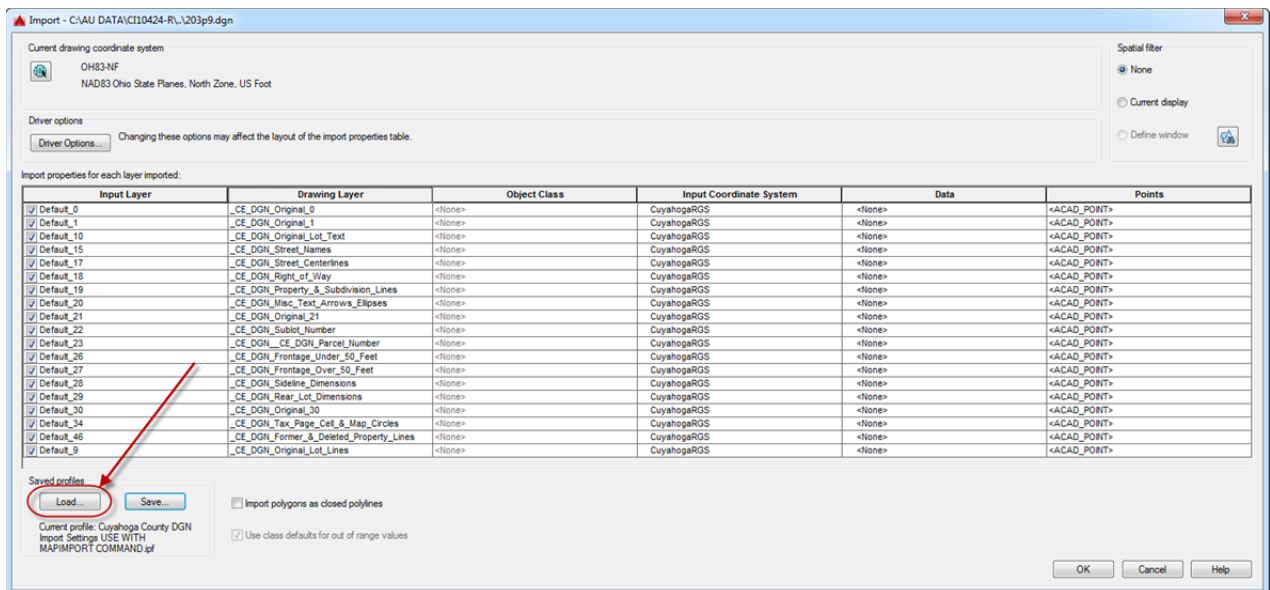 Import - C:\AU DATA\CI10424-R\..\203p9.dgn
Current drawing coordinate system
OH83-NF
NAD83 Ohio State Planes, North Zone, US Foot
Spatial filter
None
Current display
Define window
Driver options
Driver Options... Changing these options may affect the layout of the import properties table.
Import properties for each layer imported:
Input Layer Drawing Layer Object Class Input Coordinate System Data Points
Default_0 _CE_DGN_Original_0 <None> CuyahogaRGS <None> <ACAD_POINT>
Default_1 _CE_DGN_Original_1 <None> CuyahogaRGS <None> <ACAD_POINT>
Default_10 _CE_DGN_Original_Lot_Text <None> CuyahogaRGS <None> <ACAD_POINT>
Default_15 _CE_DGN_Street_Names <None> CuyahogaRGS <None> <ACAD_POINT>
Default_17 _CE_DGN_Street_Centerlines <None> CuyahogaRGS <None> <ACAD_POINT>
Default_18 _CE_DGN_Right_of_Way <None> CuyahogaRGS <None> <ACAD_POINT>
Default_19 _CE_DGN_Property_&_Subdivision_Lines <None> CuyahogaRGS <None> <ACAD_POINT>
Default_20 _CE_DGN_Misc_Text_Arrows_Ellipses <None> CuyahogaRGS <None> <ACAD_POINT>
Default_21 _CE_DGN_Original_21 <None> CuyahogaRGS <None> <ACAD_POINT>
Default_22 _CE_DGN_Sublot_Number <None> CuyahogaRGS <None> <ACAD_POINT>
Default_23 _CE_DGN__CE_DGN_Parcel_Number <None> CuyahogaRGS <None> <ACAD_POINT>
Default_26 _CE_DGN_Frontage_Under_50_Feet <None> CuyahogaRGS <None> <ACAD_POINT>
Default_27 _CE_DGN_Frontage_Over_50_Feet <None> CuyahogaRGS <None> <ACAD_POINT>
Default_28 _CE_DGN_Sideline_Dimensions <None> CuyahogaRGS <None> <ACAD_POINT>
Default_29 _CE_DGN_Rear_Lot_Dimensions <None> CuyahogaRGS <None> <ACAD_POINT>
Default_30 _CE_DGN_Original_30 <None> CuyahogaRGS <None> <ACAD_POINT>
Default_34 _CE_DGN_Tax_Page_Cell_&_Map_Circles <None> CuyahogaRGS <None> <ACAD_POINT>
Default_46 _CE_DGN_Former_&_Deleted_Property_Lines <None> CuyahogaRGS <None> <ACAD_POINT>
Default_9 _CE_DGN_Original_Lot_Lines <None> CuyahogaRGS <None> <ACAD_POINT>
Saved profiles
Load... Save...
Current profile: Cuyahoga County DGN
Import Settings USE WITH
MAPIMPORT COMMAND.ipf
Import polygons as closed polylines
Use class defaults for out of range values
OK Cancel Help